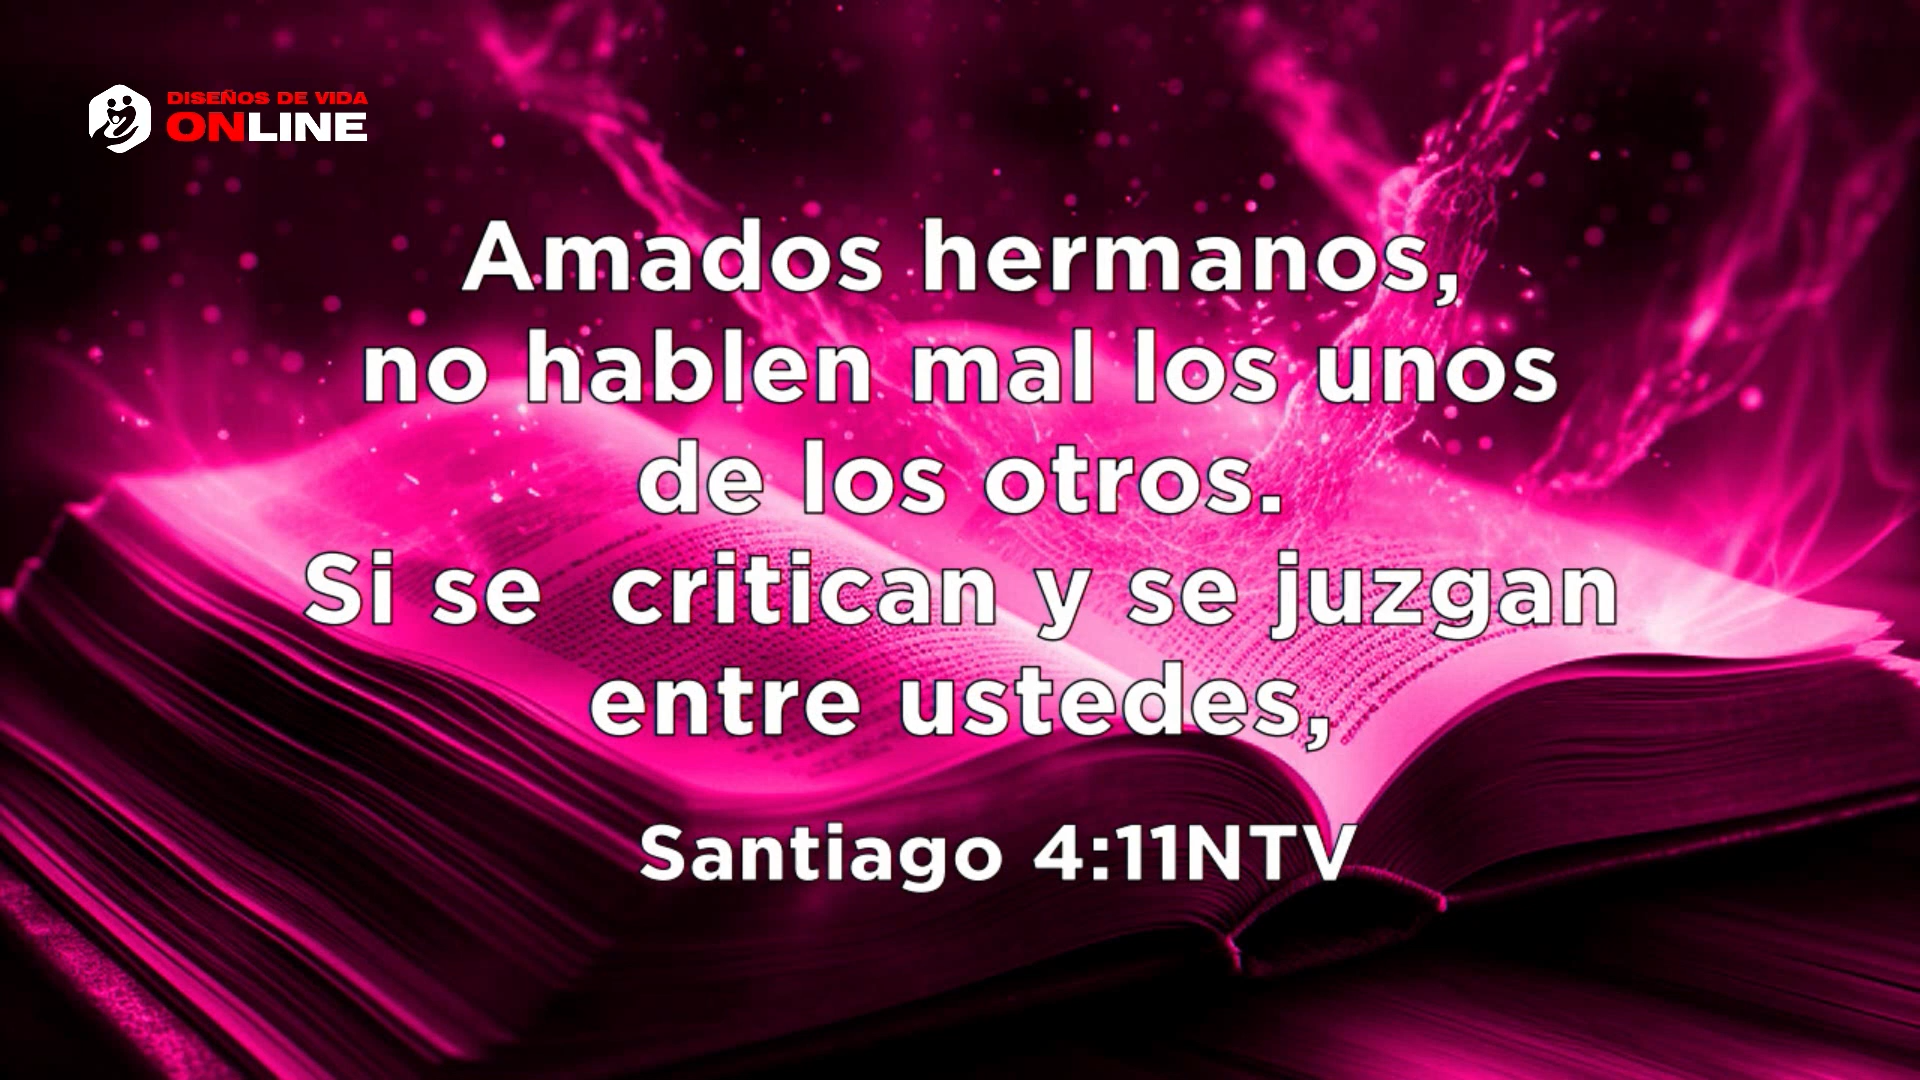 DISEÑOS DE VIDA
ONLINE
Amados hermanos,
no hablen mal los unos
de los otros.
Si se  critican y se juzgan
entre ustedes,
Santiago 4:11NTV